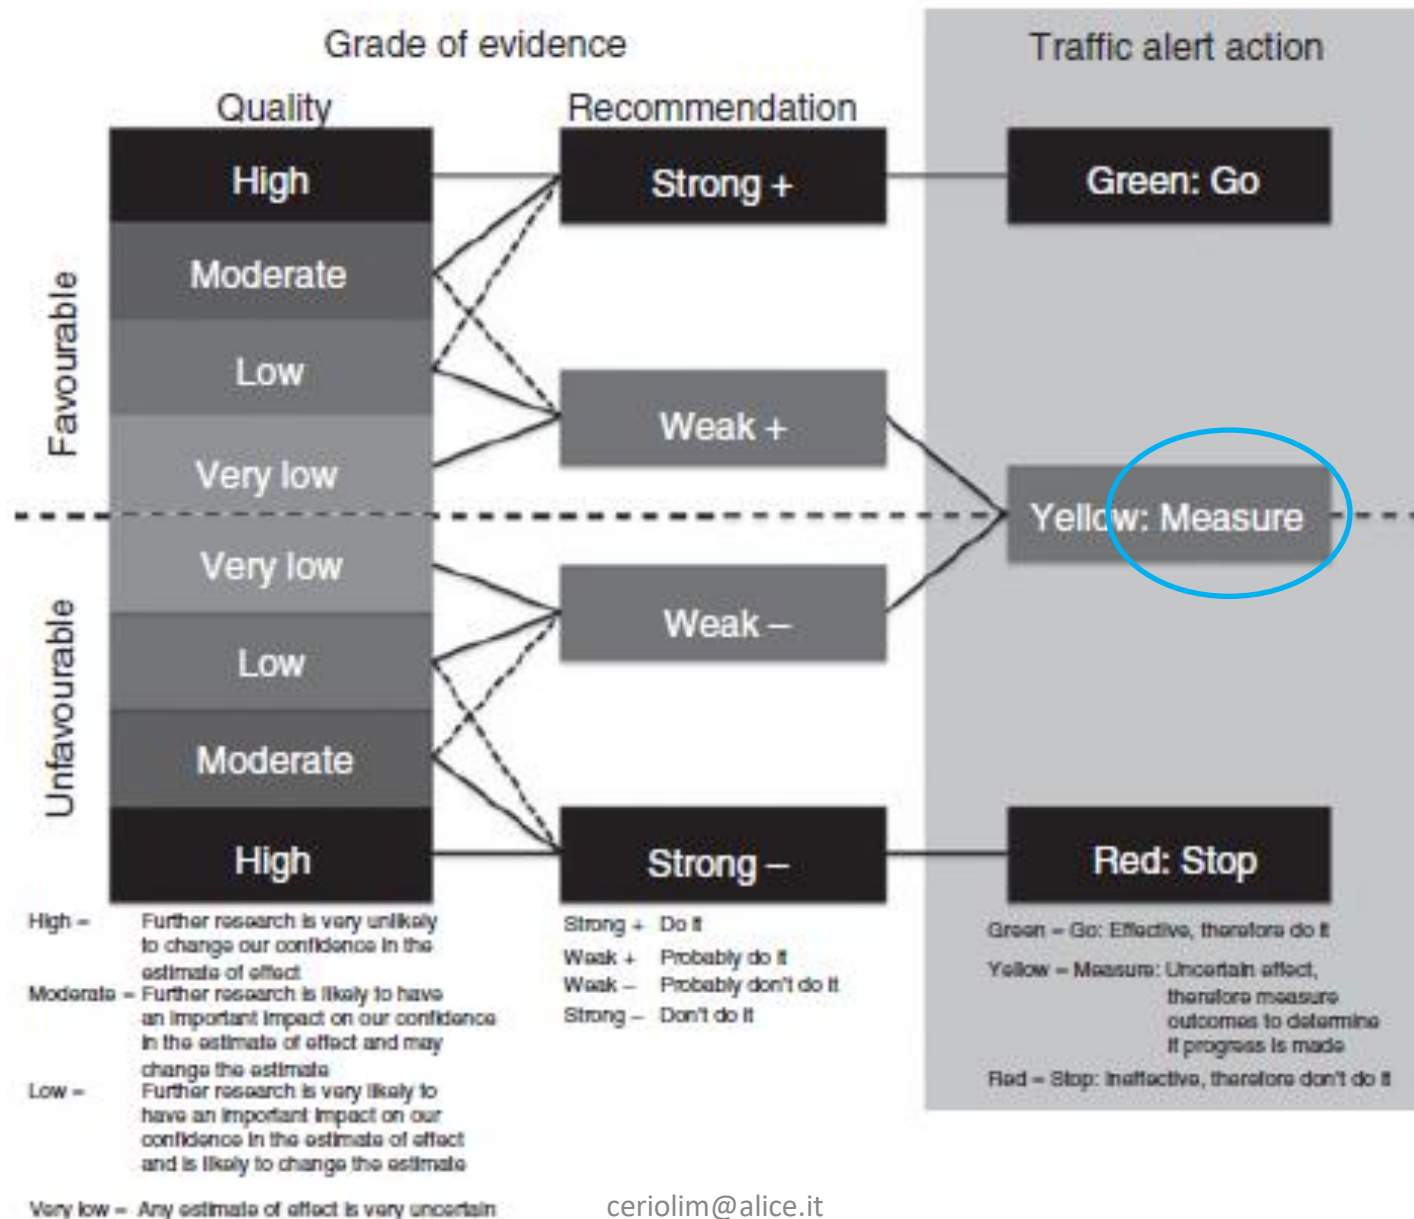 Grade of evidence
Traffic alert action
Quality
Recommendation
Favourable
Unfavourable
High
Moderate
Low
Very low
Very low
Low
Moderate
High
Strong +
Weak +
Weak –
Strong –
Green: Go
Yellow: Measure
Red: Stop
High – Further research is very unlikely
to change our confidence in the
estimate of effect
Moderate – Further research is likely to have
an important impact on our confidence
in the estimate of effect and may
change the estimate
Low – Further research is very likely to
have an important impact on our
confidence in the estimate of effect
and is likely to change the estimate
Very low – Any estimate of effect is very uncertain
Strong + Do it
Weak + Probably do it
Weak – Probably don't do it
Strong – Don't do it
Green – Go: Effective, therefore do it
Yellow – Measure: Uncertain effect,
therefore measure
outcomes to determine
if progress is made
Red – Stop: Ineffective, therefore don't do it
ceriolim@alice.it